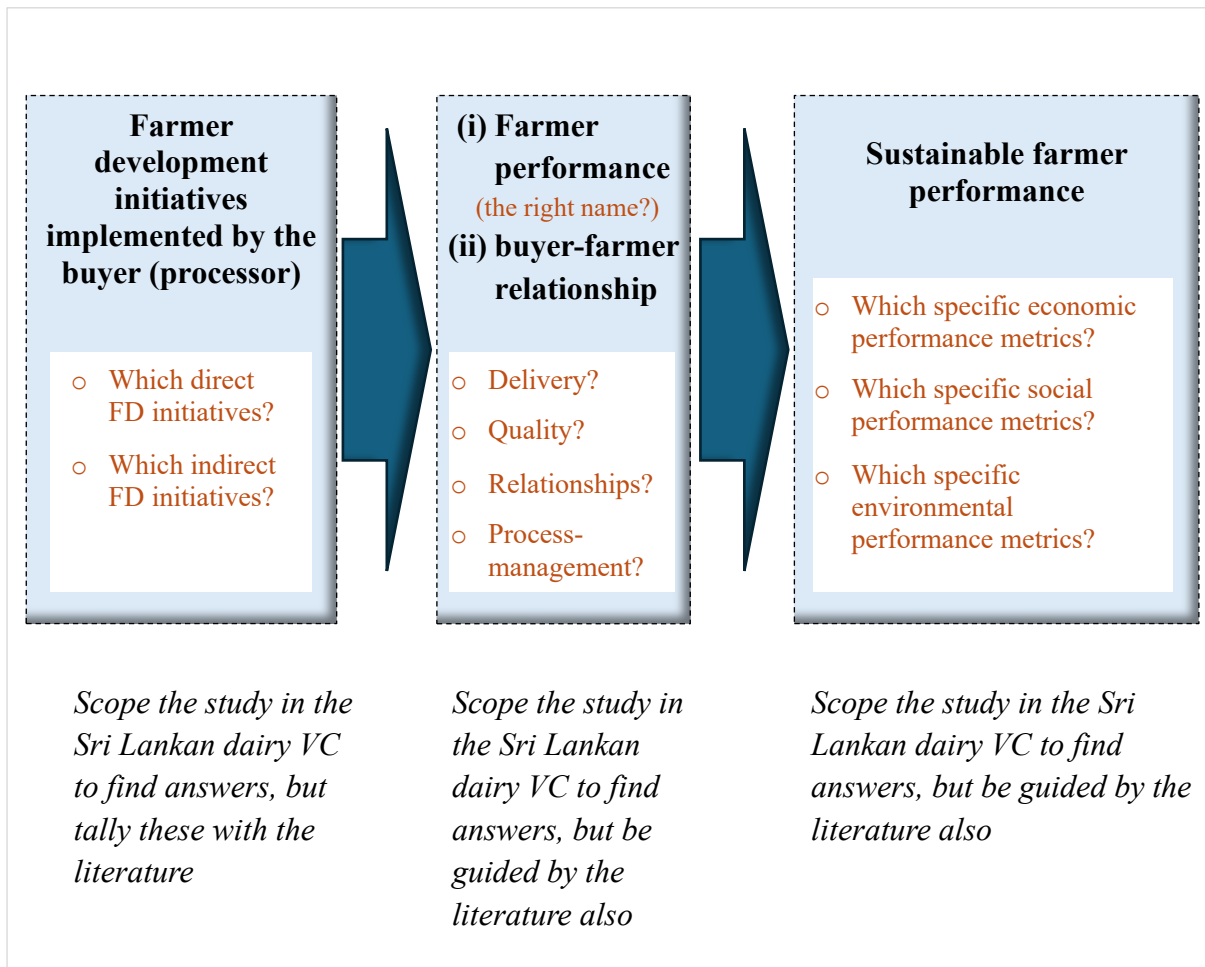 Farmer
development
initiatives
implemented by the
buyer (processor)
○ Which direct
FD initiatives?
○ Which indirect
FD initiatives?
(i) Farmer
performance
(the right name?)
(ii) buyer-farmer
relationship
○ Delivery?
○ Quality?
○ Relationships?
○ Process-
management?
Sustainable farmer
performance
○ Which specific economic
performance metrics?
○ Which specific social
performance metrics?
○ Which specific
environmental
performance metrics?
Scope the study in the
Sri Lankan dairy VC
to find answers, but
tally these with the
literature
Scope the study in
the Sri Lankan
dairy VC to find
answers, but be
guided by the
literature also
Scope the study in the Sri
Lankan dairy VC to find
answers, but be guided by the
literature also